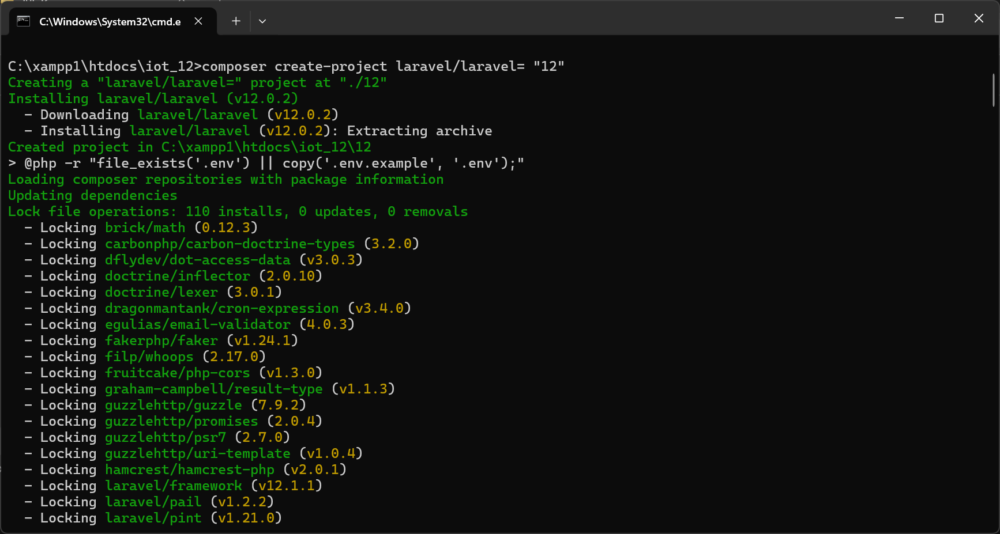 C:\Windows\System32\cmd.e
C:\xampp1\htdocs\iot_12>composer create-project laravel/laravel= "12"
Creating a "laravel/laravel=" project at "./12"
Installing laravel/laravel (v12.0.2)
- Downloading laravel/laravel (v12.0.2)
- Installing laravel/laravel (v12.0.2): Extracting archive
Created project in C:\xampp1\htdocs\iot_12\12
> @php -r "file_exists('.env') || copy('.env.example', '.env');"
Loading composer repositories with package information
Updating dependencies
Lock file operations: 110 installs, 0 updates, 0 removals
- Locking brick/math (0.12.3)
- Locking carbonphp/carbon-doctrine-types (3.2.0)
- Locking dflydev/dot-access-data (v3.0.3)
- Locking doctrine/inflector (2.0.10)
- Locking doctrine/lexer (3.0.1)
- Locking dragonmantank/cron-expression (v3.4.0)
- Locking egulias/email-validator (4.0.3)
- Locking fakerphp/faker (v1.24.1)
- Locking filp/whoops (2.17.0)
- Locking fruitcake/php-cors (v1.3.0)
- Locking graham-campbell/result-type (v1.1.3)
- Locking guzzlehttp/guzzle (7.9.2)
- Locking guzzlehttp/promises (2.0.4)
- Locking guzzlehttp/psr7 (2.7.0)
- Locking guzzlehttp/uri-template (v1.0.4)
- Locking hamcrest/hamcrest-php (v2.0.1)
- Locking laravel/framework (v12.1.1)
- Locking laravel/pail (v1.2.2)
- Locking laravel/pint (v1.21.0)